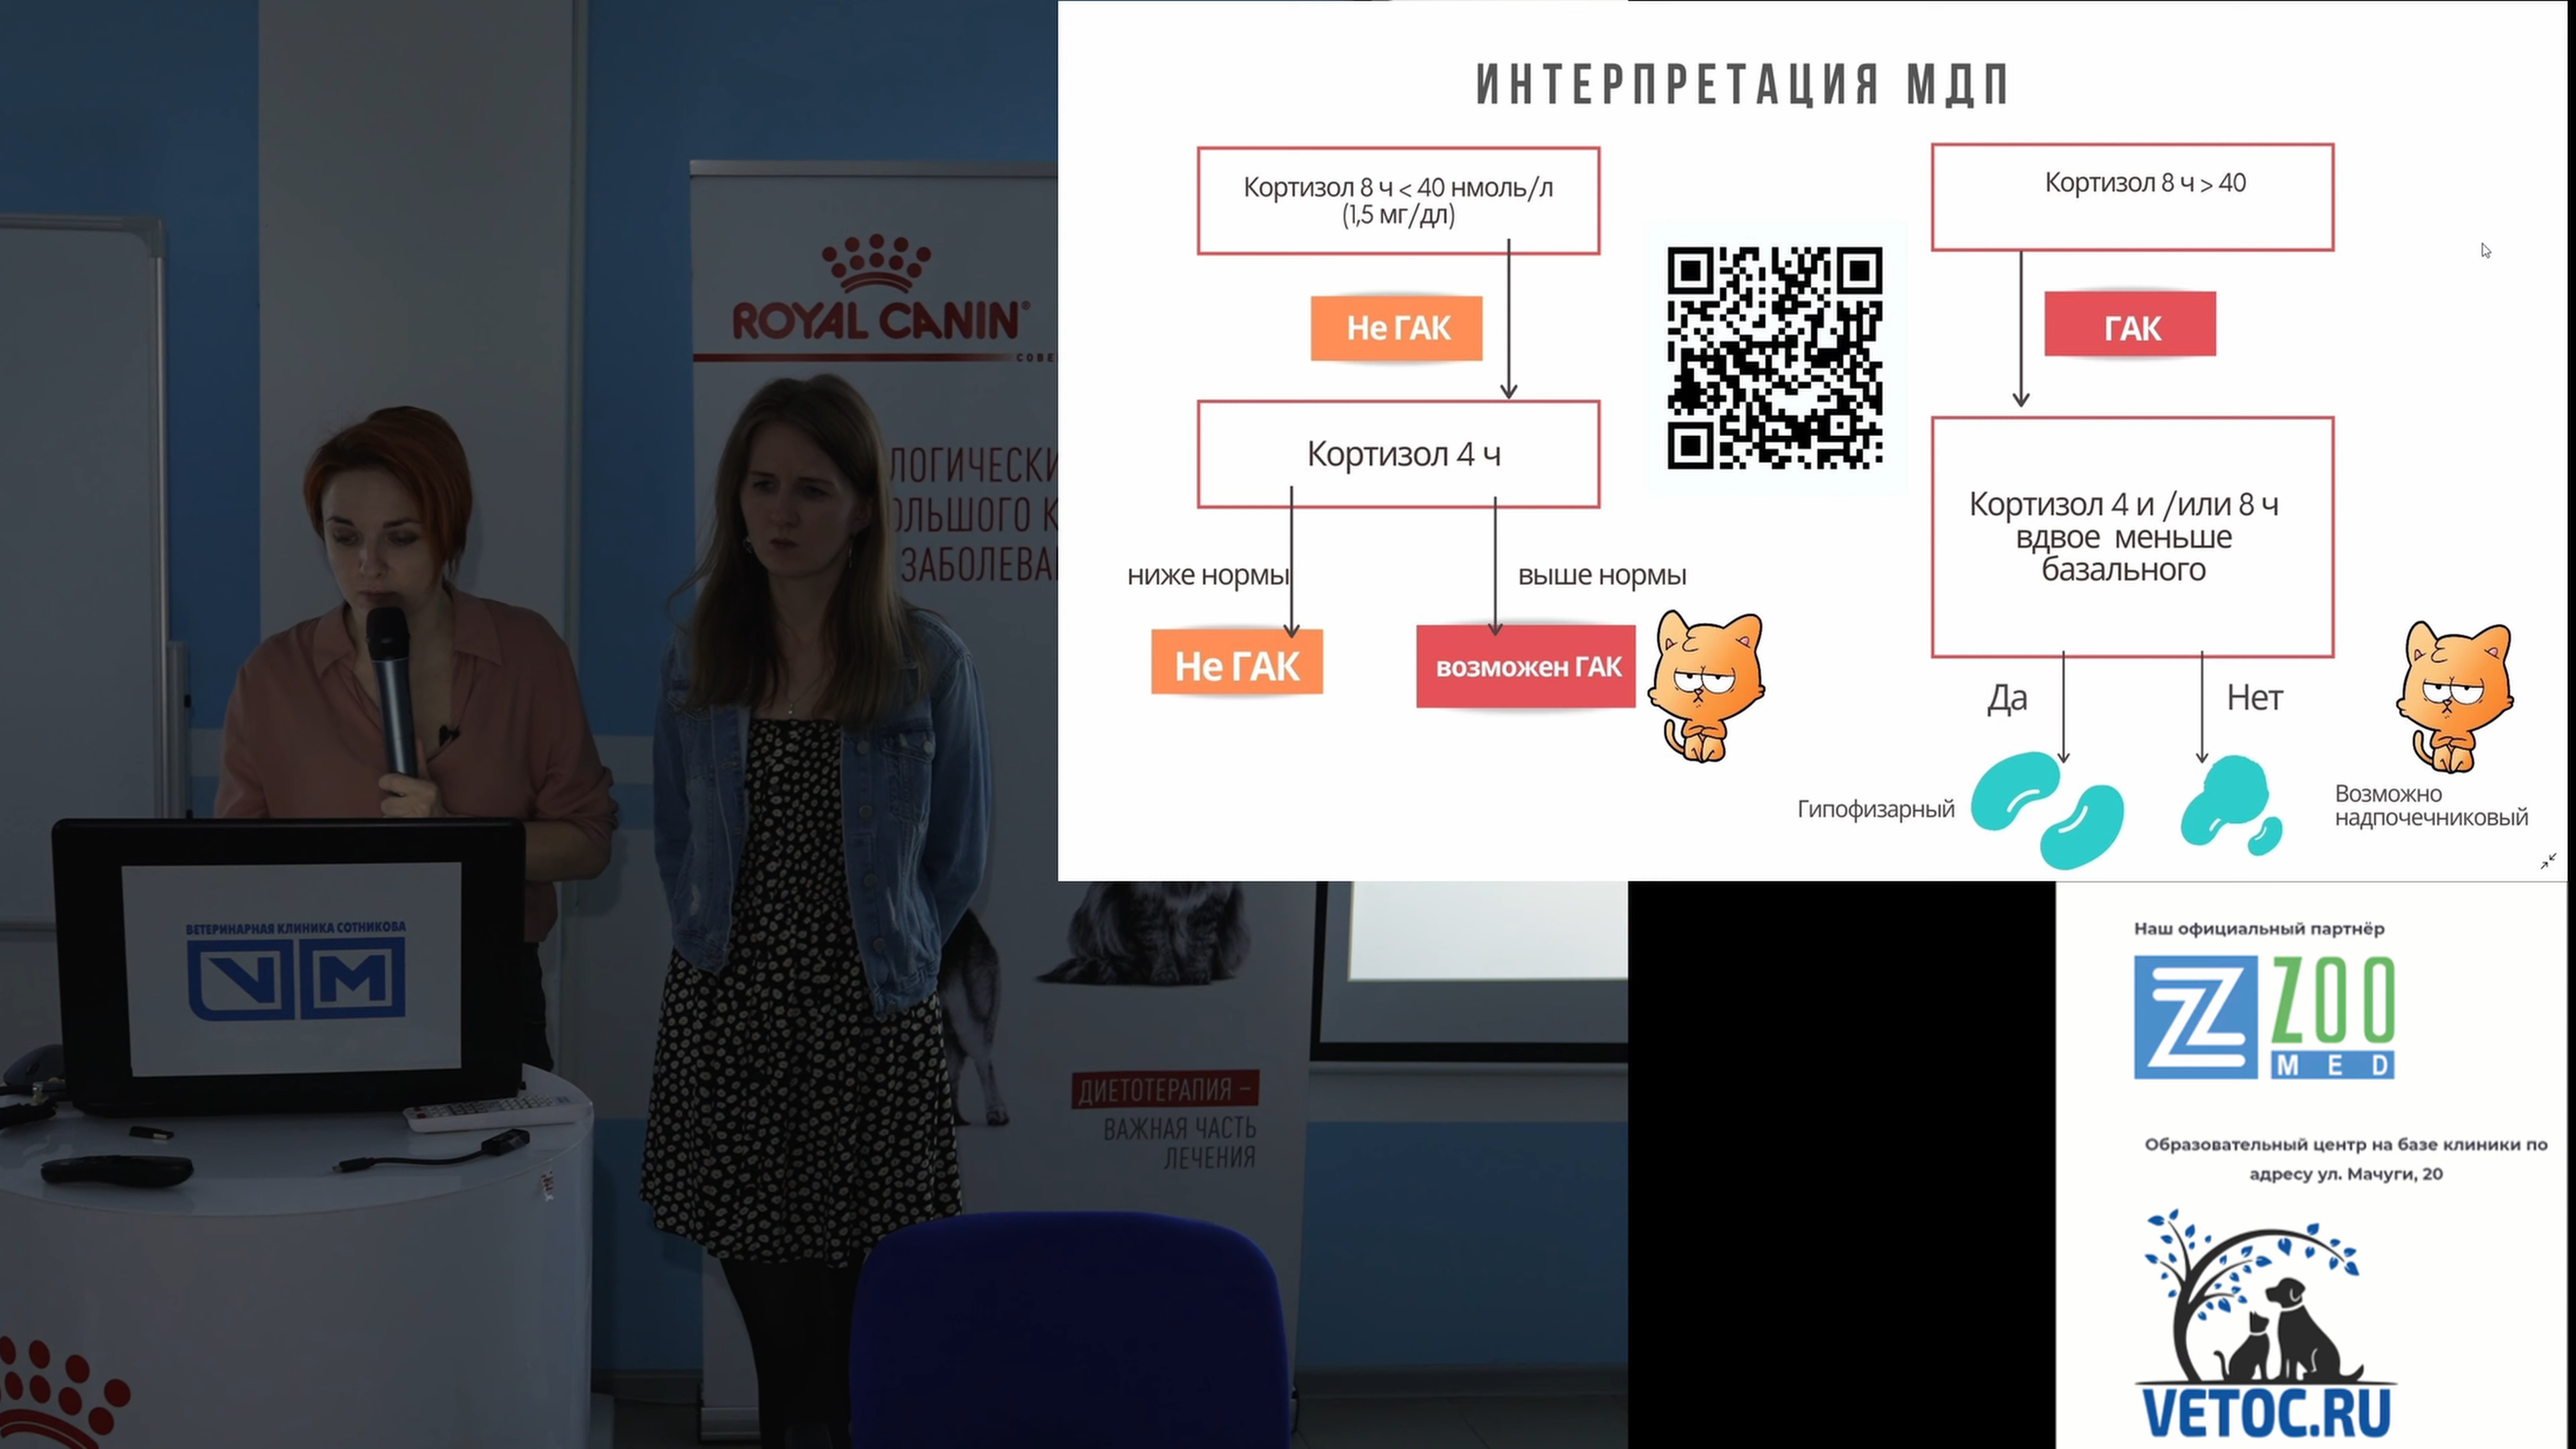 ИНТЕРПРЕТАЦИЯ МДП
Кортизол 8 ч < 40 нмоль/л
(1,5 мг/дл)
Не ГАК
Кортизол 4 ч
ниже нормы
выше нормы
Не ГАК
возможен ГАК
Кортизол 8 ч > 40
ГАК
Кортизол 4 и /или 8 ч
вдвое меньше
базального
Да
Нет
Гипофизарный
Возможно
надпочечниковый
ROYAL CANIN®
ДИЕТОТЕРАПИЯ –
ВАЖНАЯ ЧАСТЬ
ЛЕЧЕНИЯ
ВЕТЕРИНАРНАЯ КЛИНИКА СОТНИКОВА
VM
Наш официальный партнёр
Z ZOO
MED
Образовательный центр на базе клиники по
адресу ул. Мачуги, 20
VETOC.RU